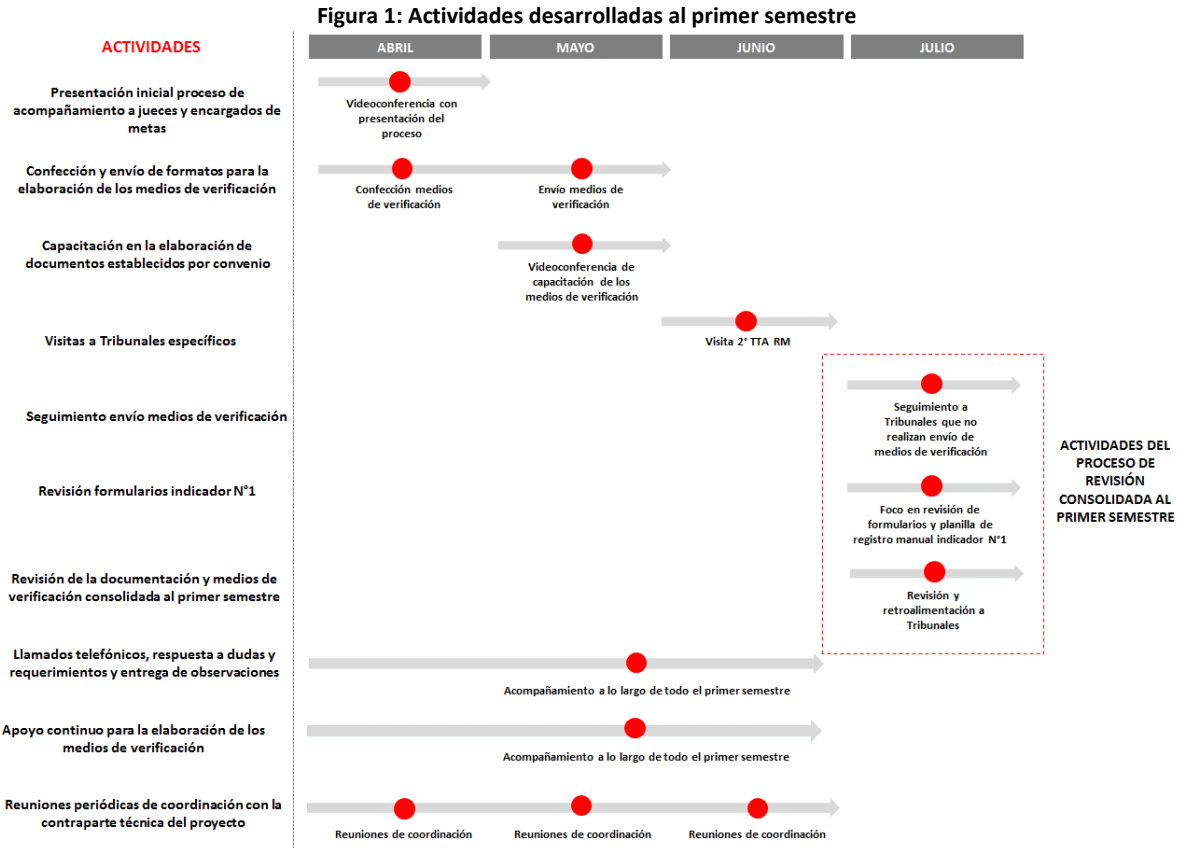 Figura 1: Actividades desarrolladas al primer semestre
ACTIVIDADES
ABRIL
MAYO
JUNIO
JULIO
Presentación inicial proceso de
acompañamiento a jueces y encargados de
metas
Videoconferencia con
presentación del
proceso
Confección y envío de formatos para la
elaboración de los medios de verificación
Confección medios
de verificación
Envío medios de
verificación
Capacitación en la elaboración de
documentos establecidos por convenio
Videoconferencia de
capacitación de los
medios de verificación
Visitas a Tribunales específicos
Visita 2° TTA RM
Seguimiento envío medios de verificación
Seguimiento a
Tribunales que no
realizan envío de
medios de verificación
Revisión formularios indicador N°1
Foco en revisión de
formularios y planilla de
registro manual indicador N°1
Revisión de la documentación y medios de
verificación consolidada al primer semestre
Revisión y
retroalimentación a
Tribunales
ACTIVIDADES DEL
PROCESO DE
REVISIÓN
CONSOLIDADA AL
PRIMER SEMESTRE
Llamados telefónicos, respuesta a dudas y
requerimientos y entrega de observaciones
Acompañamiento a lo largo de todo el primer semestre
Apoyo continuo para la elaboración de los
medios de verificación
Acompañamiento a lo largo de todo el primer semestre
Reuniones periódicas de coordinación con la
contraparte técnica del proyecto
Reuniones de coordinación
Reuniones de coordinación
Reuniones de coordinación